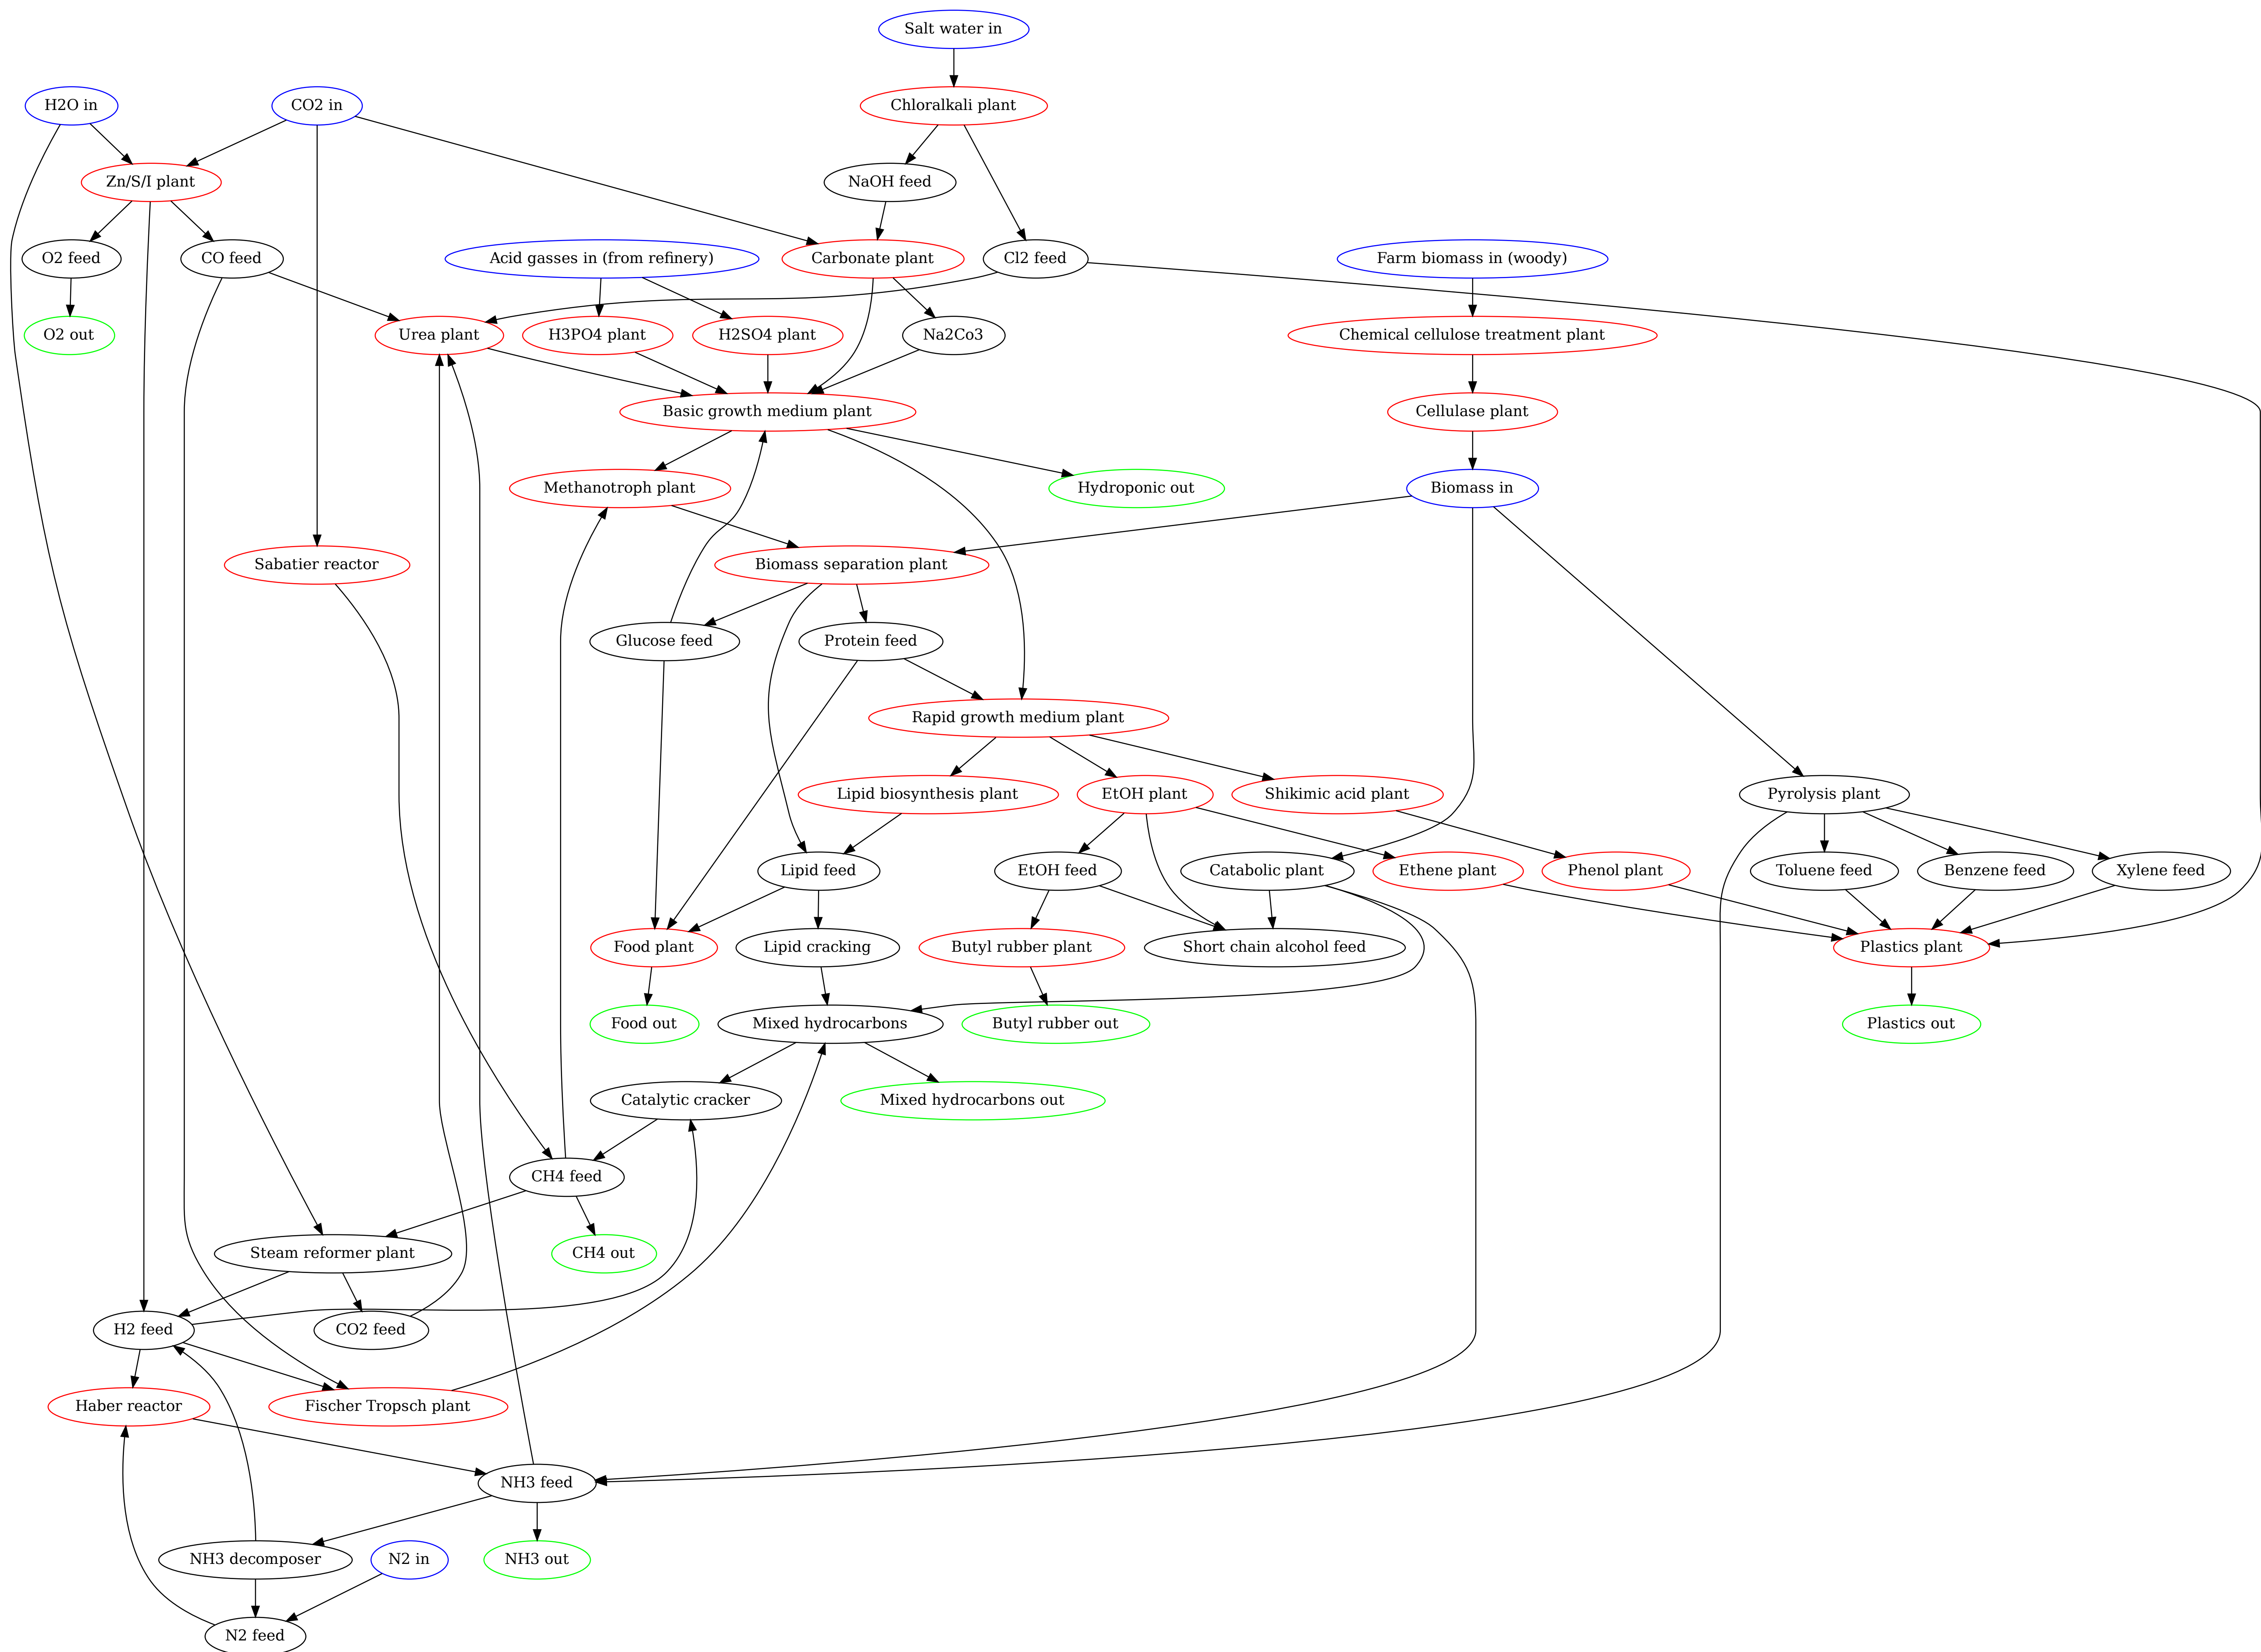 Salt water in
H2O in
CO2 in
Chloralkali plant
Zn/S/I plant
NaOH feed
O2 feed
CO feed
Acid gasses in (from refinery)
Carbonate plant
Cl2 feed
Farm biomass in (woody)
O2 out
Urea plant
H3PO4 plant
H2SO4 plant
Na2Co3
Chemical cellulose treatment plant
Basic growth medium plant
Cellulase plant
Methanotroph plant
Hydroponic out
Biomass in
Sabatier reactor
Biomass separation plant
Glucose feed
Protein feed
Rapid growth medium plant
Lipid biosynthesis plant
EtOH plant
Shikimic acid plant
Pyrolysis plant
Lipid feed
EtOH feed
Catabolic plant
Ethene plant
Phenol plant
Toluene feed
Benzene feed
Xylene feed
Food plant
Lipid cracking
Butyl rubber plant
Short chain alcohol feed
Plastics plant
Food out
Mixed hydrocarbons
Butyl rubber out
Plastics out
Catalytic cracker
Mixed hydrocarbons out
CH4 feed
Steam reformer plant
CH4 out
H2 feed
CO2 feed
Haber reactor
Fischer Tropsch plant
NH3 feed
NH3 decomposer
N2 in
NH3 out
N2 feed